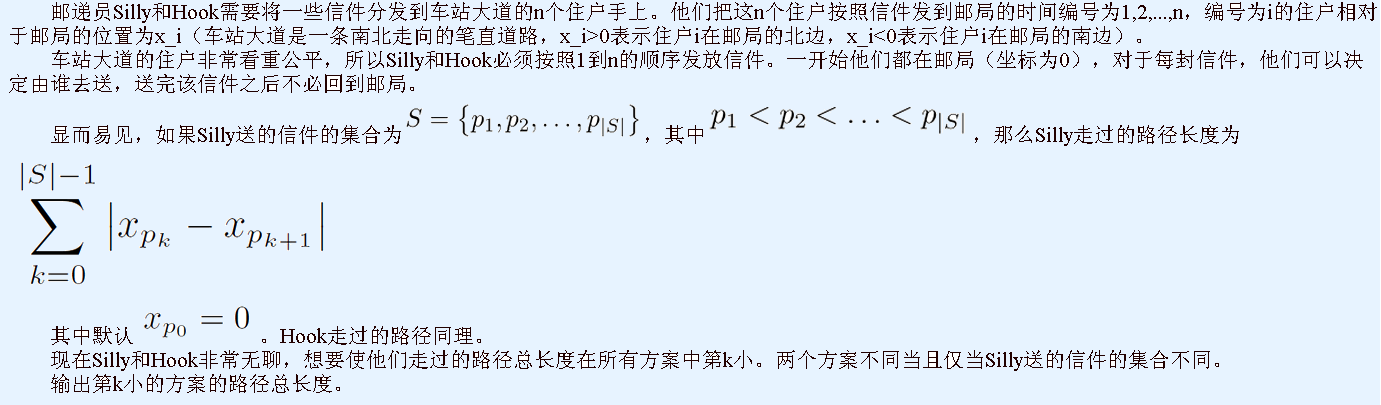 邮递员Silly和Hook需要将一些信件分发到车站大道的n个住户手上。他们把这n个住户按照信件发到邮局的时间编号为1,2,...,n，编号为i的住户相对
于邮局的位置为x_i（车站大道是一条南北走向的笔直道路，x_i>0表示住户i在邮局的北边，x_i<0表示住户i在邮局的南边）。
车站大道的住户非常看重公平，所以Silly和Hook必须按照1到n的顺序发放信件。一开始他们都在邮局（坐标为0），对于每封信件，他们可以决
定由谁去送，送完该信件之后不必回到邮局。
显而易见，如果Silly送的信件的集合为 S = {p_1, p_2, . . . , p_{|S|}} ，其中 p_1 < p_2 < . . . < p_{|S|} ，那么Silly走过的路径长度为
\sum_{k=0}^{|S|-1} |x_{p_k} - x_{p_{k+1}}|
其中默认 x_{p_0} = 0 。Hook走过的路径同理。
现在Silly和Hook非常无聊，想要使他们走过的路径总长度在所有方案中第k小。两个方案不同当且仅当Silly送的信件的集合不同。
输出第k小的方案的路径总长度。